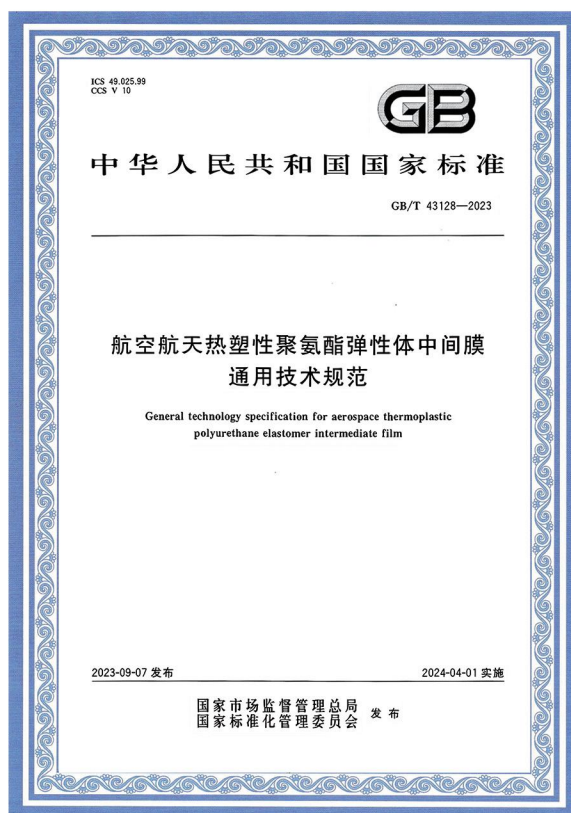 ICS 49.025.99
CCS V 10
GB
中华人民共和国国家标准
GB/T 43128—2023
航空航天热塑性聚氨酯弹性体中间膜
通用技术规范
General technology specification for aerospace thermoplastic
polyurethane elastomer intermediate film
2023-09-07 发布
2024-04-01 实施
国家市场监督管理总局
国家标准化管理委员会
发布